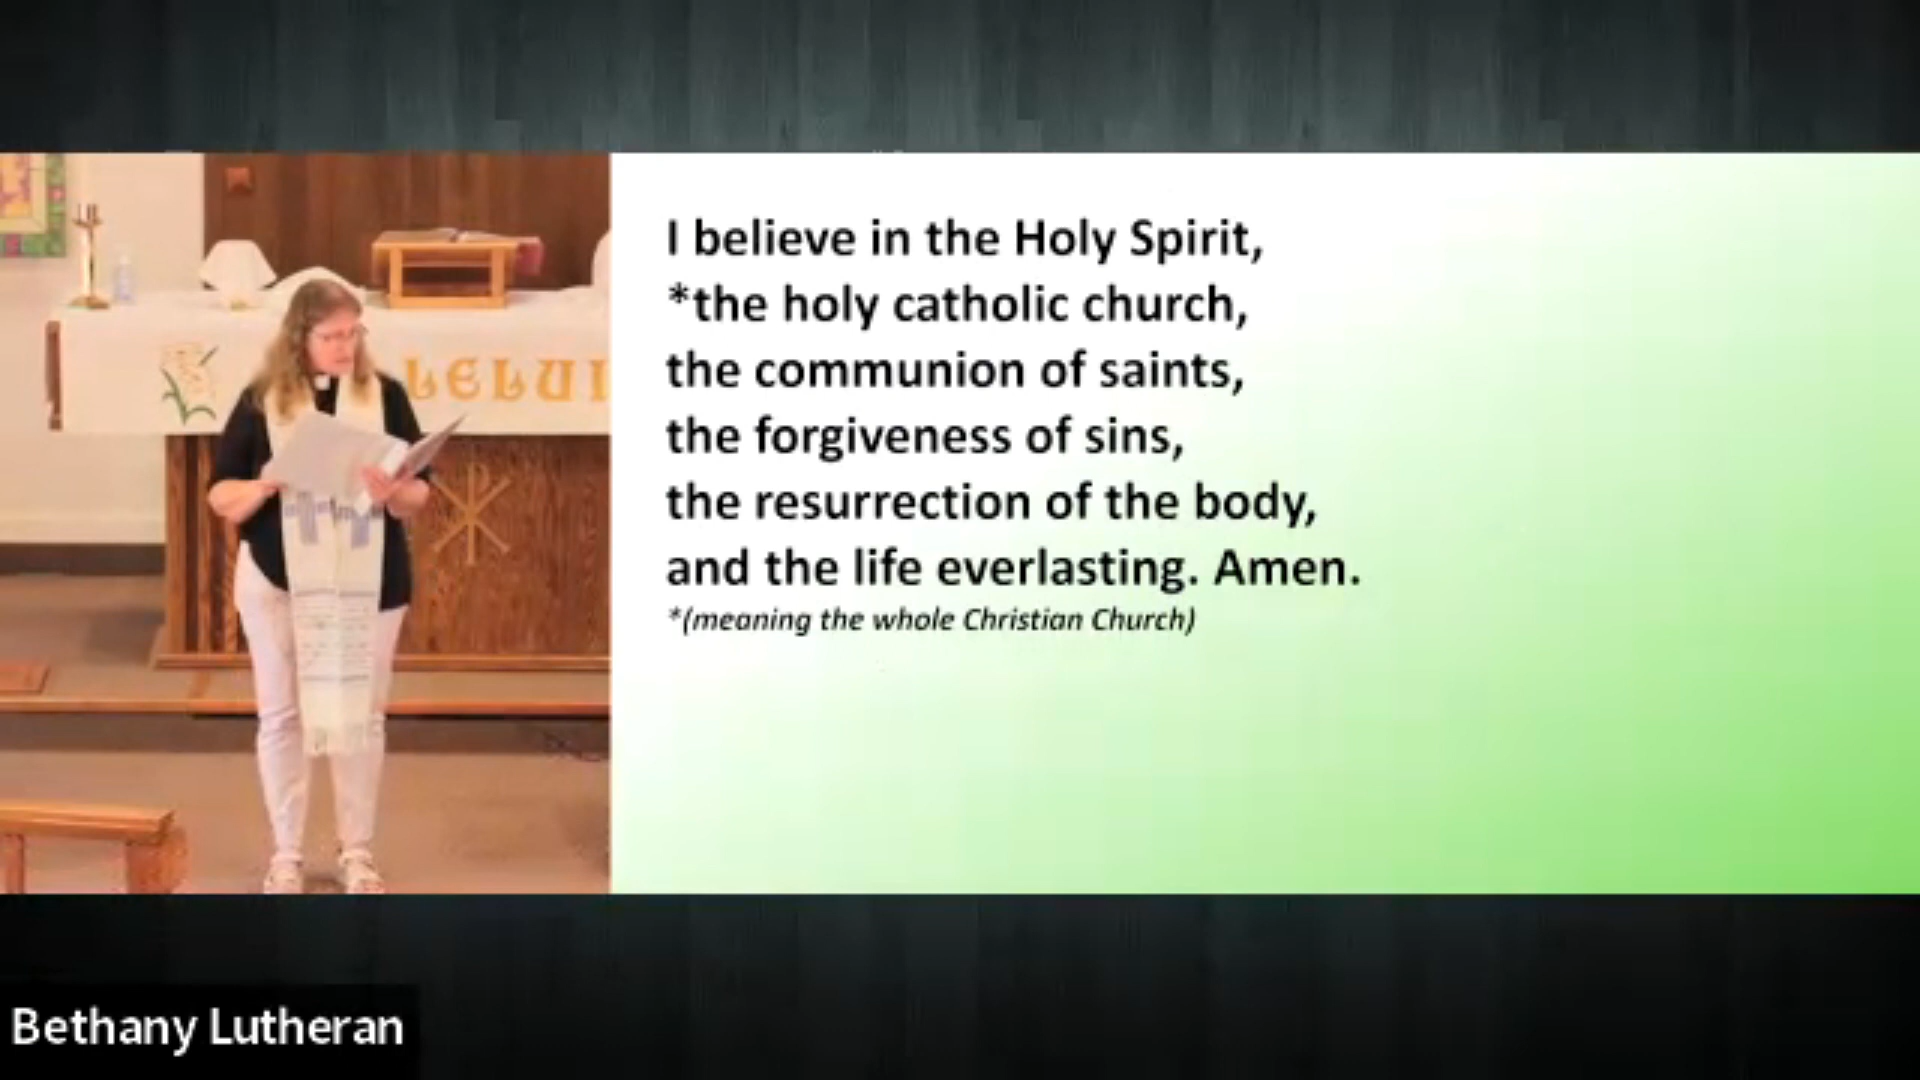 I believe in the Holy Spirit,
*the holy catholic church,
the communion of saints,
the forgiveness of sins,
the resurrection of the body,
and the life everlasting. Amen.
*(meaning the whole Christian Church)
LELUI
Bethany Lutheran